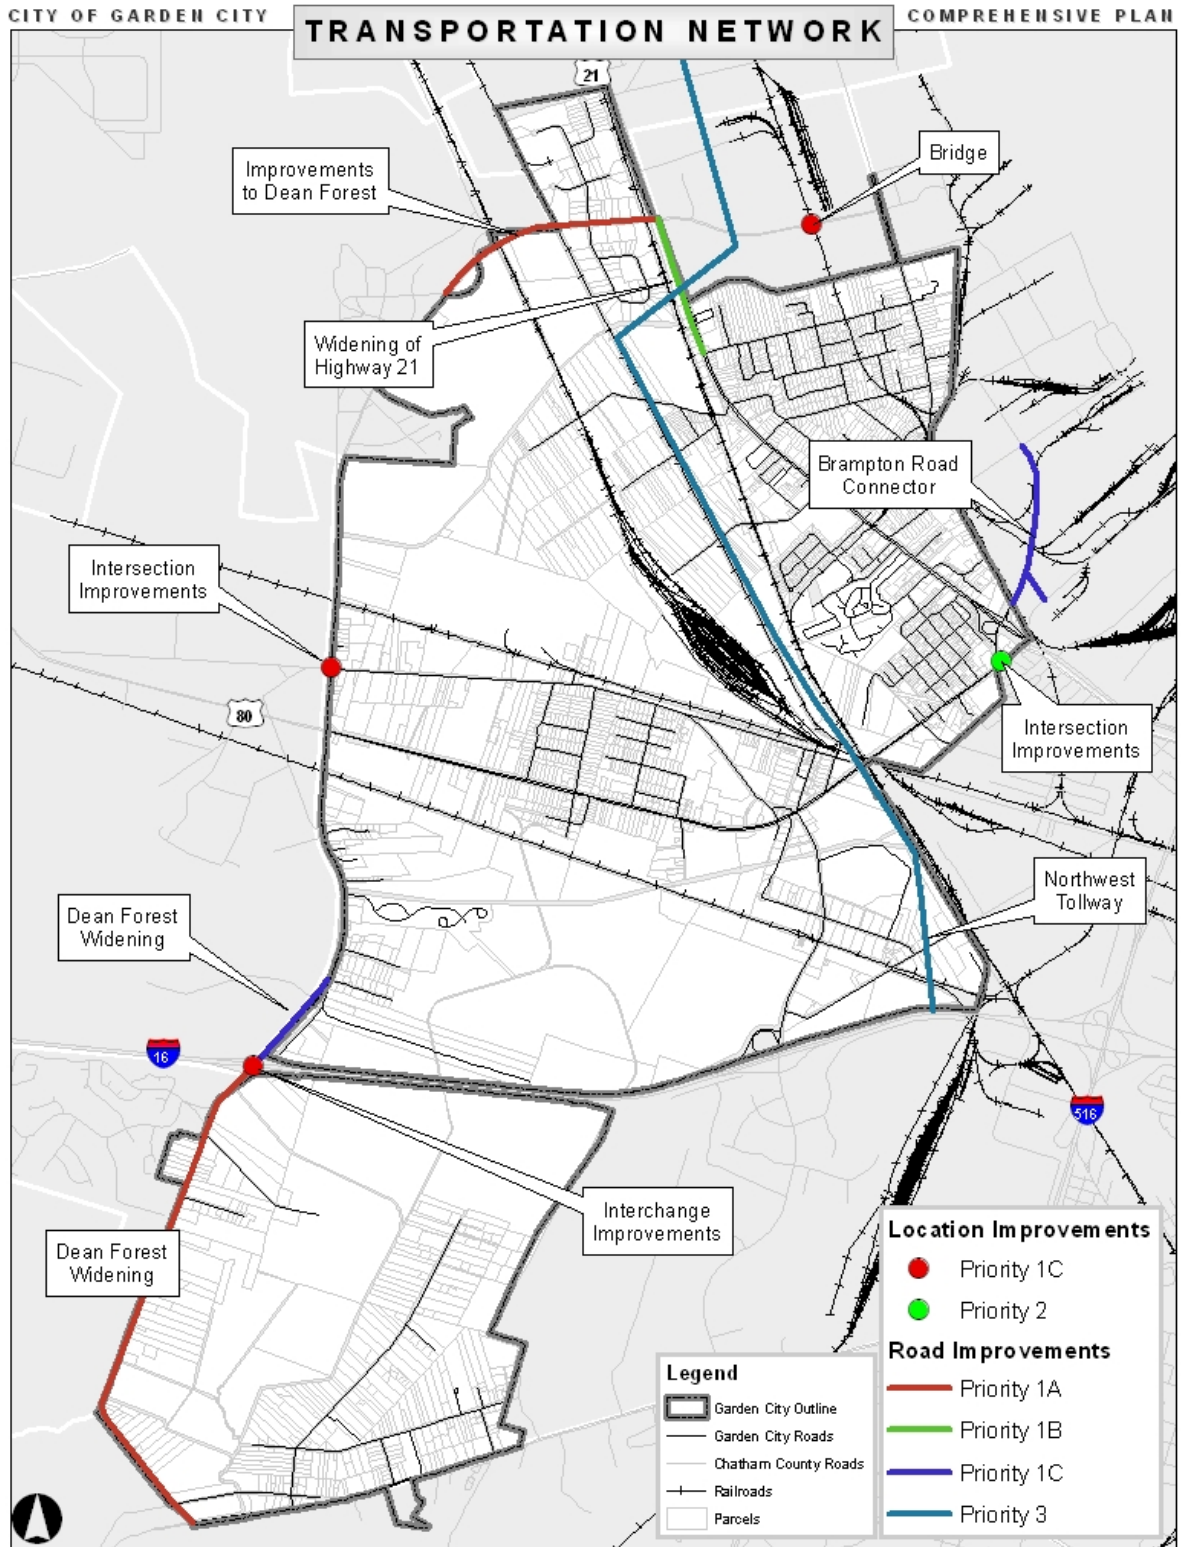 CITY OF GARDEN CITY
TRANSPORTATION NETWORK
COMPREHENSIVE PLAN
21
Bridge
Improvements
to Dean Forest
Widening of
Highway 21
Brampton Road
Connector
Intersection
Improvements
80
Intersection
Improvements
Northwest
Tollway
Dean Forest
Widening
16
516
Interchange
Improvements
Dean Forest
Widening
Location Improvements
Priority 1C
Priority 2
Road Improvements
Priority 1A
Priority 1B
Priority 1C
Priority 3
Legend
Garden City Outline
Garden City Roads
Chatham County Roads
Railroads
Parcels